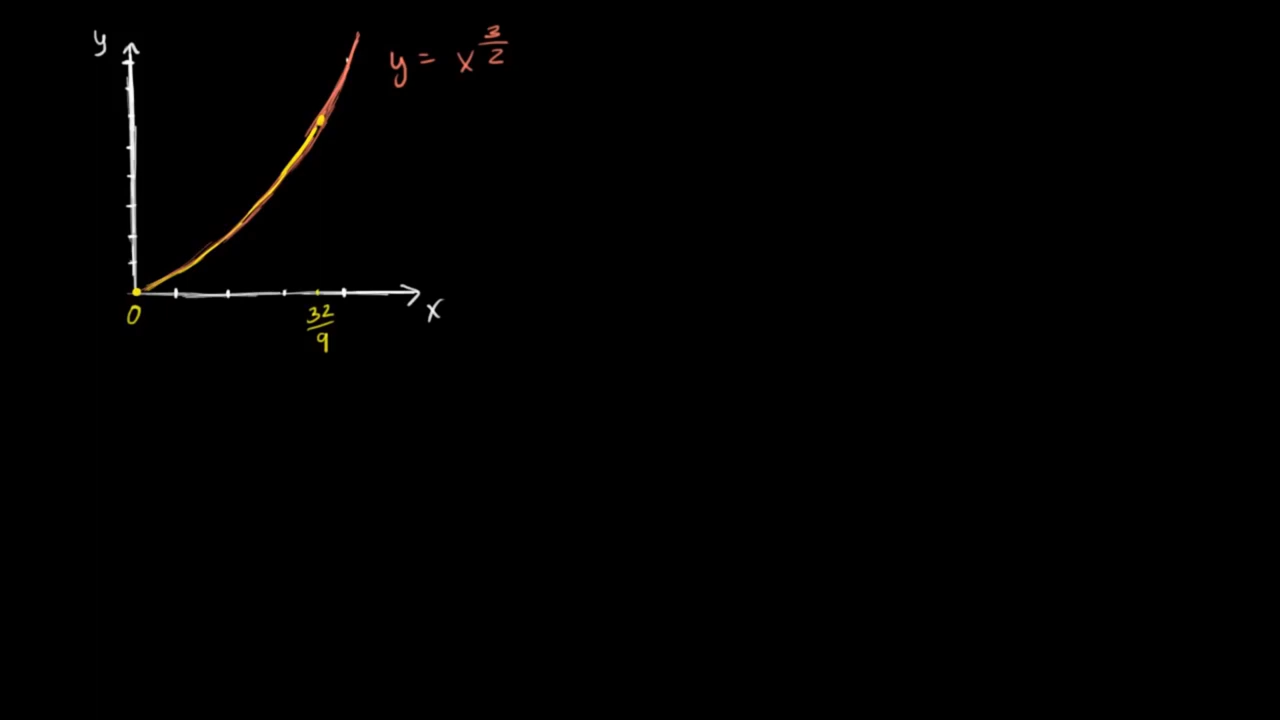 y
y = x^{3/2}
0
32/9
x